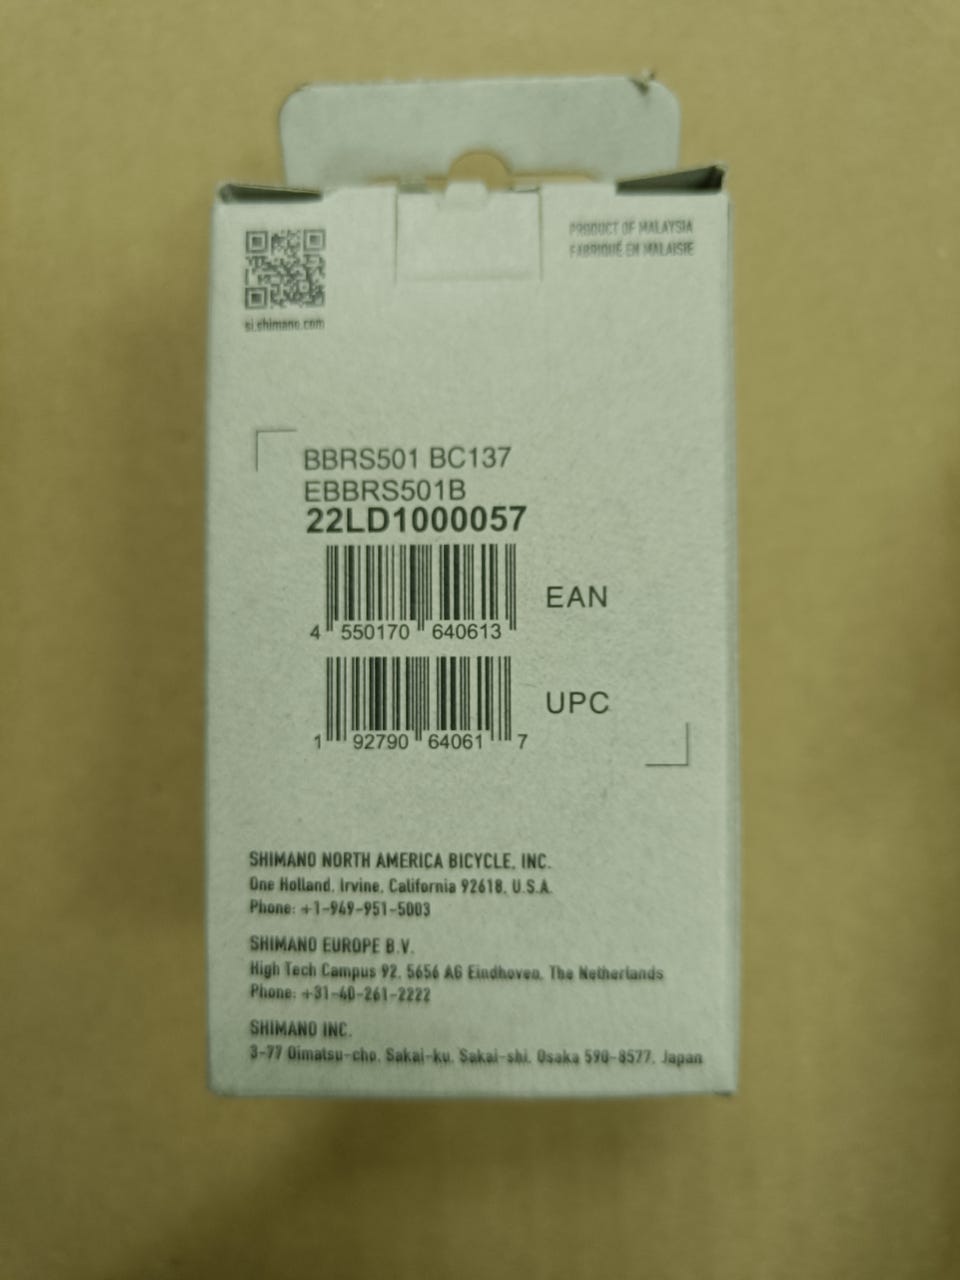 PRODUCT OF MALAYSIA
FABRIQUÉ EN MALAISIE
si.shimano.com
BBRS501 BC137
EBBRS501B
22LD1000057
4 550170 640613
EAN
1 92790 64061 7
UPC
SHIMANO NORTH AMERICA BICYCLE, INC.
One Holland, Irvine, California 92618, U.S.A.
Phone: +1-949-951-5003
SHIMANO EUROPE B.V.
High Tech Campus 92, 5656 AG Eindhoven, The Netherlands
Phone: +31-40-261-2222
SHIMANO INC.
3-77 Oimatsu-cho, Sakai-ku, Sakai-shi, Osaka 590-8577, Japan